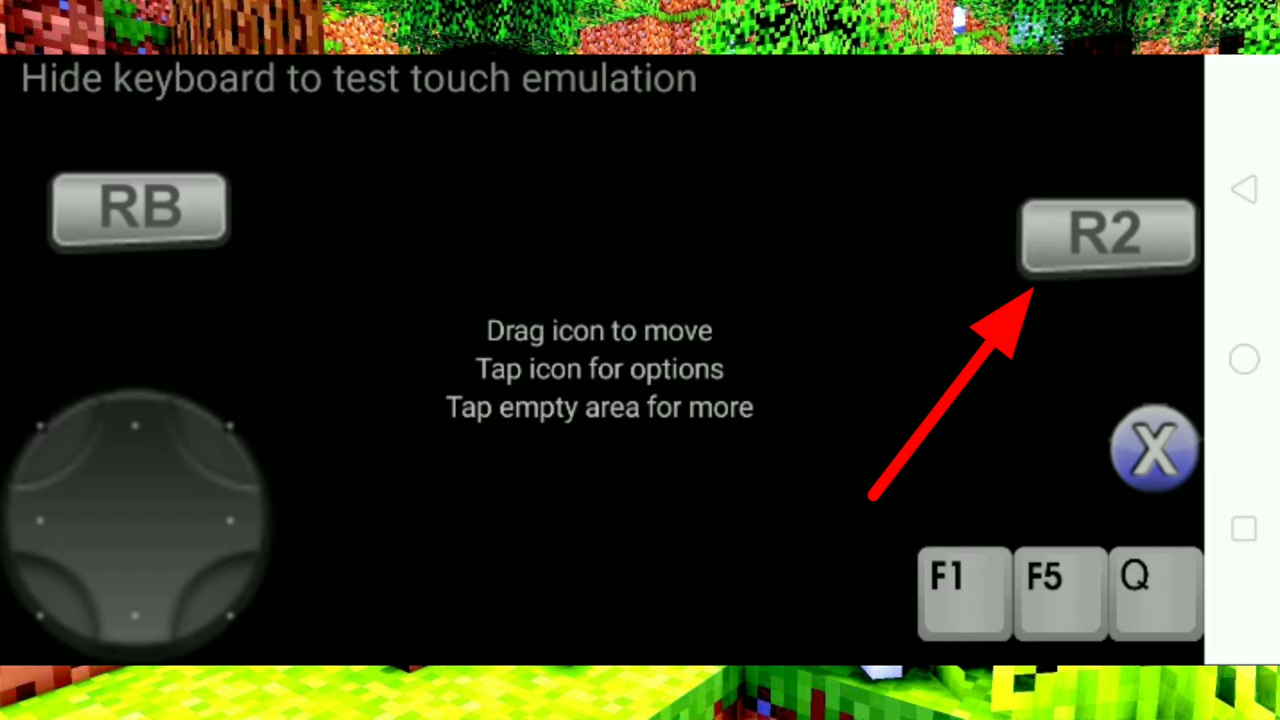 Hide keyboard to test touch emulation
RB
R2
Drag icon to move
Tap icon for options
Tap empty area for more
X
F1 F5 Q